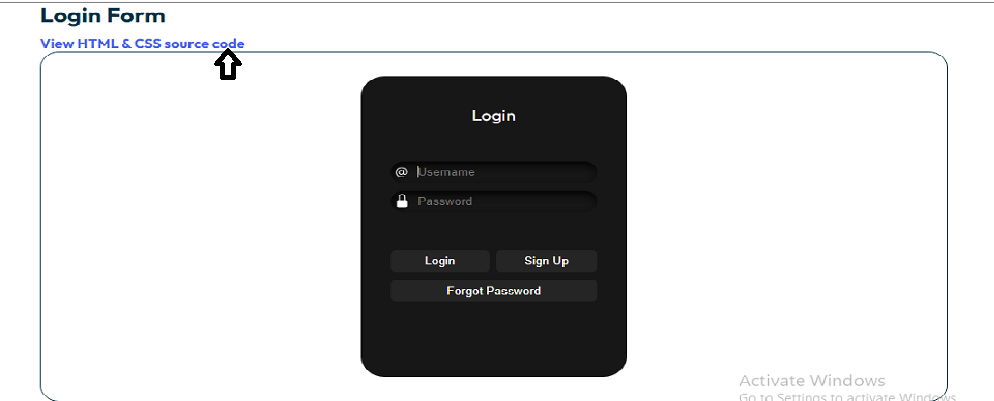 Login Form
View HTML & CSS source code
Login
@ Username
Password
Login Sign Up
Forgot Password
Activate Windows
Go to Settings to activate Windows